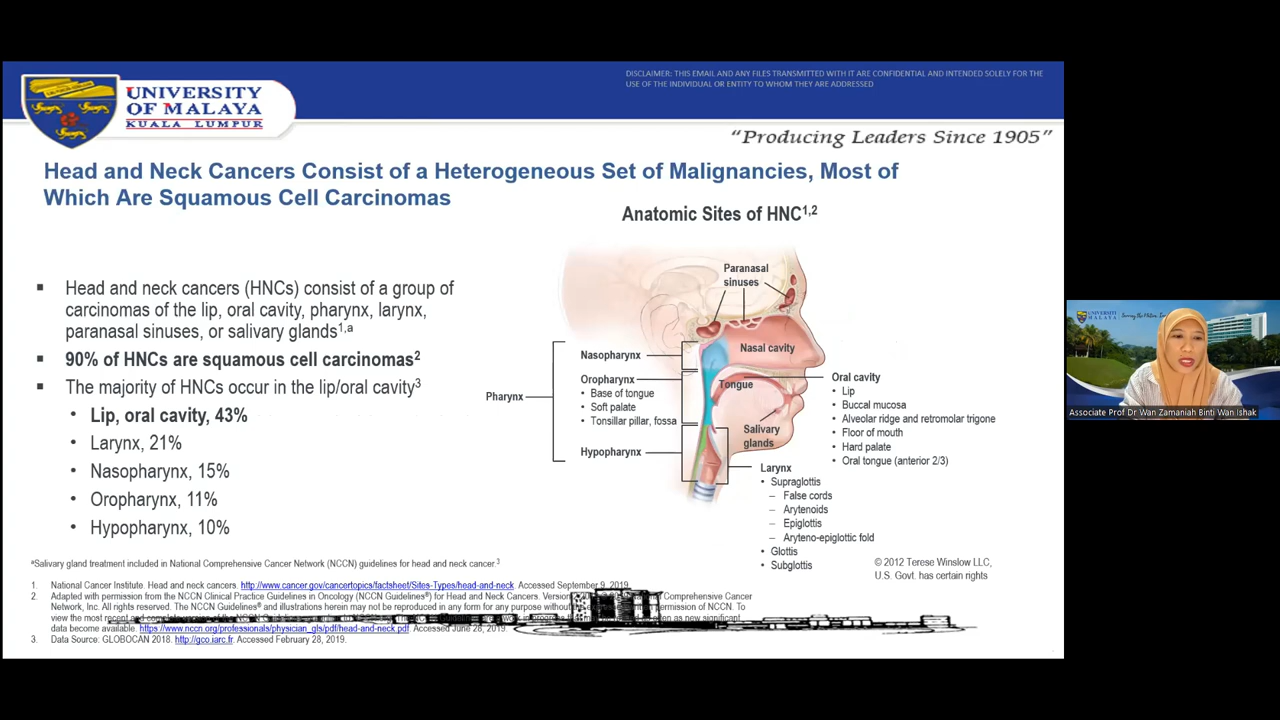 DISCLAIMER: THIS EMAIL AND ANY FILES TRANSMITTED WITH IT ARE CONFIDENTIAL AND INTENDED SOLELY FOR THE
USE OF THE INDIVIDUAL OR ENTITY TO WHOM THEY ARE ADDRESSED
UNIVERSITY
OF MALAYA
KUALA LUMPUR
“Producing Leaders Since 1905”
Head and Neck Cancers Consist of a Heterogeneous Set of Malignancies, Most of
Which Are Squamous Cell Carcinomas
Anatomic Sites of HNC1,2
▪ Head and neck cancers (HNCs) consist of a group of
carcinomas of the lip, oral cavity, pharynx, larynx,
paranasal sinuses, or salivary glands1,a
▪ 90% of HNCs are squamous cell carcinomas2
▪ The majority of HNCs occur in the lip/oral cavity3
• Lip, oral cavity, 43%
• Larynx, 21%
• Nasopharynx, 15%
• Oropharynx, 11%
• Hypopharynx, 10%
Paranasal
sinuses
Nasal cavity
Nasopharynx
Oropharynx
• Base of tongue
• Soft palate
• Tonsillar pillar, fossa
Pharynx
Hypopharynx
Tongue
Salivary
glands
Oral cavity
• Lip
• Buccal mucosa
• Alveolar ridge and retromolar trigone
• Floor of mouth
• Hard palate
• Oral tongue (anterior 2/3)
Larynx
• Supraglottis
– False cords
– Arytenoids
– Epiglottis
– Aryteno-epiglottic fold
• Glottis
• Subglottis
© 2012 Terese Winslow LLC,
U.S. Govt. has certain rights
aSalivary gland treatment included in National Comprehensive Cancer Network (NCCN) guidelines for head and neck cancer.3
1. National Cancer Institute. Head and neck cancers. http://www.cancer.gov/cancertopics/factsheet/Sites-Types/head-and-neck. Accessed September 9, 2019.
2. Adapted with permission from the NCCN Clinical Practice Guidelines in Oncology (NCCN Guidelines®) for Head and Neck Cancers. Comprehensive Cancer
Network, Inc. All rights reserved. The NCCN Guidelines® and illustrations herein may not be reproduced in any form for any purpose permission of NCCN. To
view the most recent and as new significant
data become available. https://www.nccn.org/professionals/physician_gls/pdf/head-and-neck.pdf. Accessed June 28, 2019.
3. Data Source: GLOBOCAN 2018. http://gco.iarc.fr. Accessed February 28, 2019.
UNIVERSITI
Associate Prof Dr Wan Zamaniah Binti Wan Ishak